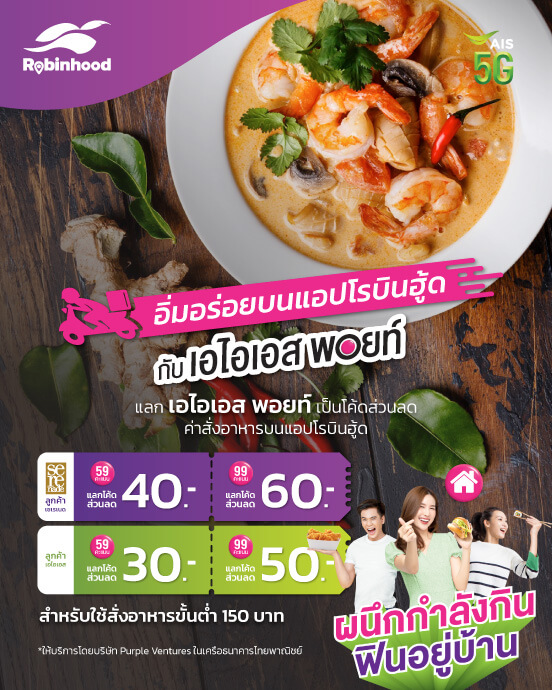 Robinhood
AIS
5G
อิ่มอร่อยบนแอปโรบินฮู้ด
กับ เอไอเอส พอยท์
แลก เอไอเอส พอยท์ เป็นโค้ดส่วนลด
ค่าสั่งอาหารบนแอปโรบินฮู้ด
serenade
ลูกค้า
เซเรเนด
59
คะแนน
แลกโค้ด
ส่วนลด
40.-
99
คะแนน
แลกโค้ด
ส่วนลด
60.-
ลูกค้า
เอไอเอส
59
คะแนน
แลกโค้ด
ส่วนลด
30.-
99
คะแนน
แลกโค้ด
ส่วนลด
50.-
สำหรับใช้สั่งอาหารขั้นต่ำ 150 บาท
*ให้บริการโดยบริษัท Purple Ventures ในเครือธนาคารไทยพาณิชย์
ผนึกกำลังกิน
ฟินอยู่บ้าน